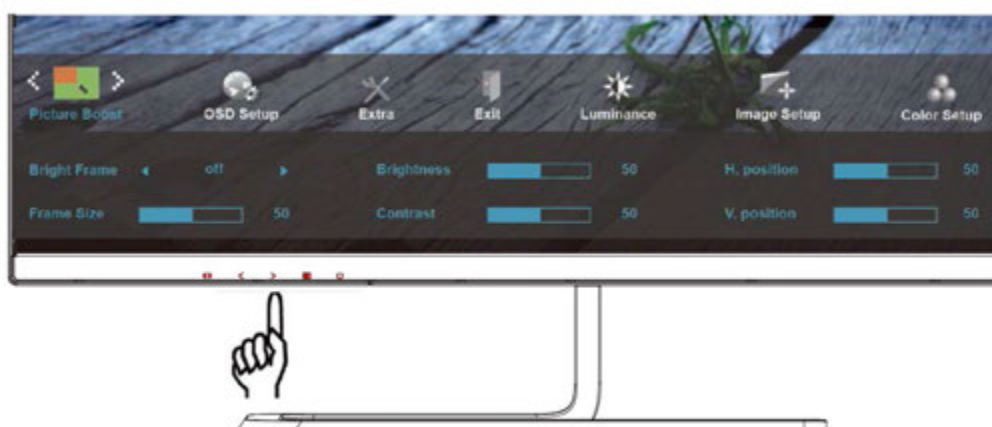 Picture Boost OSD Setup Extra Exit Luminance Image Setup Color Setup
Bright Frame off Brightness 50 H. position 50
Frame Size 50 Contrast 50 V. position 50